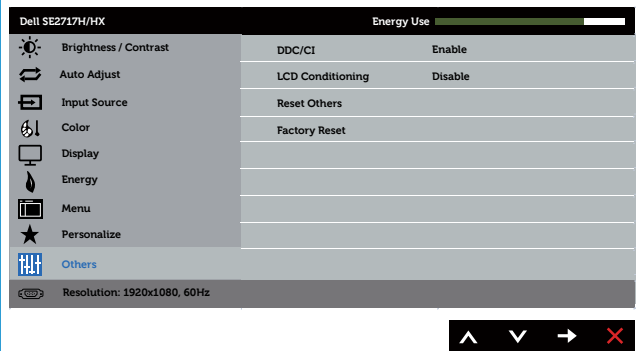 Dell SE2717H/HX Energy Use
Brightness / Contrast DDC/CI Enable
Auto Adjust LCD Conditioning Disable
Input Source Reset Others
Color Factory Reset
Display
Energy
Menu
Personalize
Others
Resolution: 1920x1080, 60Hz